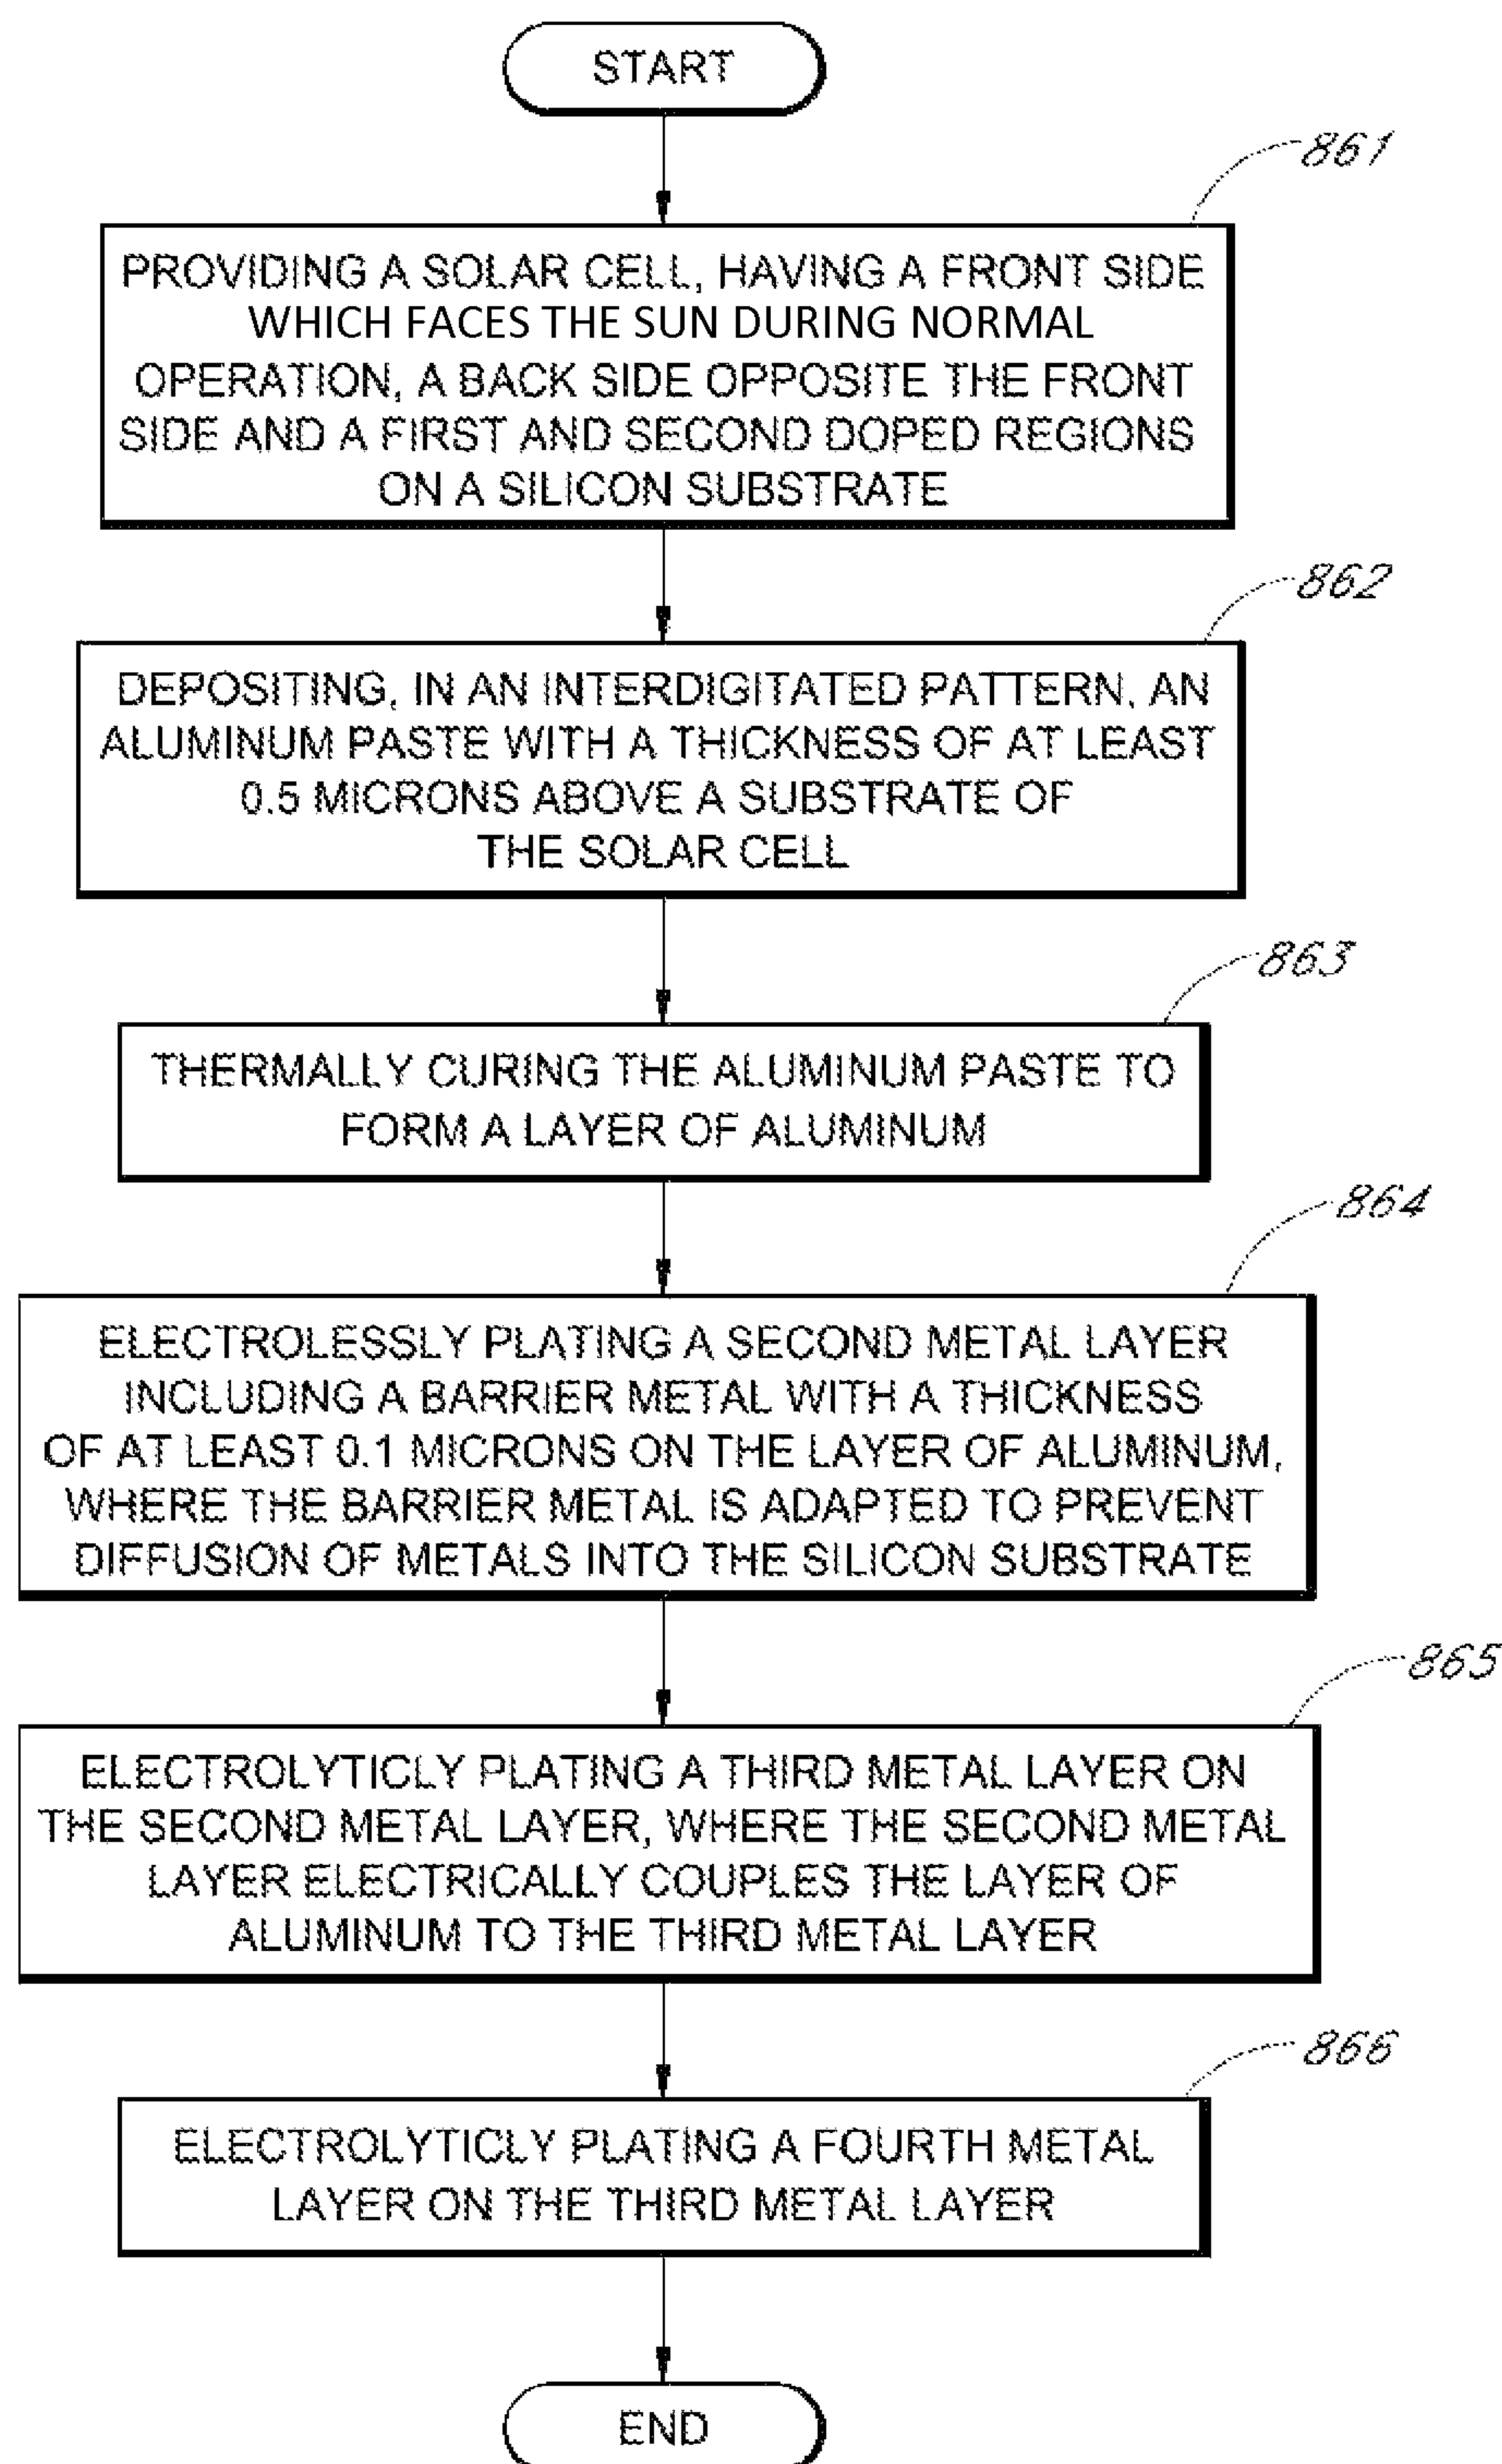 START
861
PROVIDING A SOLAR CELL, HAVING A FRONT SIDE
WHICH FACES THE SUN DURING NORMAL
OPERATION, A BACK SIDE OPPOSITE THE FRONT
SIDE AND A FIRST AND SECOND DOPED REGIONS
ON A SILICON SUBSTRATE
862
DEPOSITING, IN AN INTERDIGITATED PATTERN, AN
ALUMINUM PASTE WITH A THICKNESS OF AT LEAST
0.5 MICRONS ABOVE A SUBSTRATE OF
THE SOLAR CELL
863
THERMALLY CURING THE ALUMINUM PASTE TO
FORM A LAYER OF ALUMINUM
864
ELECTROLESSLY PLATING A SECOND METAL LAYER
INCLUDING A BARRIER METAL WITH A THICKNESS
OF AT LEAST 0.1 MICRONS ON THE LAYER OF ALUMINUM,
WHERE THE BARRIER METAL IS ADAPTED TO PREVENT
DIFFUSION OF METALS INTO THE SILICON SUBSTRATE
865
ELECTROLYTICLY PLATING A THIRD METAL LAYER ON
THE SECOND METAL LAYER, WHERE THE SECOND METAL
LAYER ELECTRICALLY COUPLES THE LAYER OF
ALUMINUM TO THE THIRD METAL LAYER
866
ELECTROLYTICLY PLATING A FOURTH METAL
LAYER ON THE THIRD METAL LAYER
END